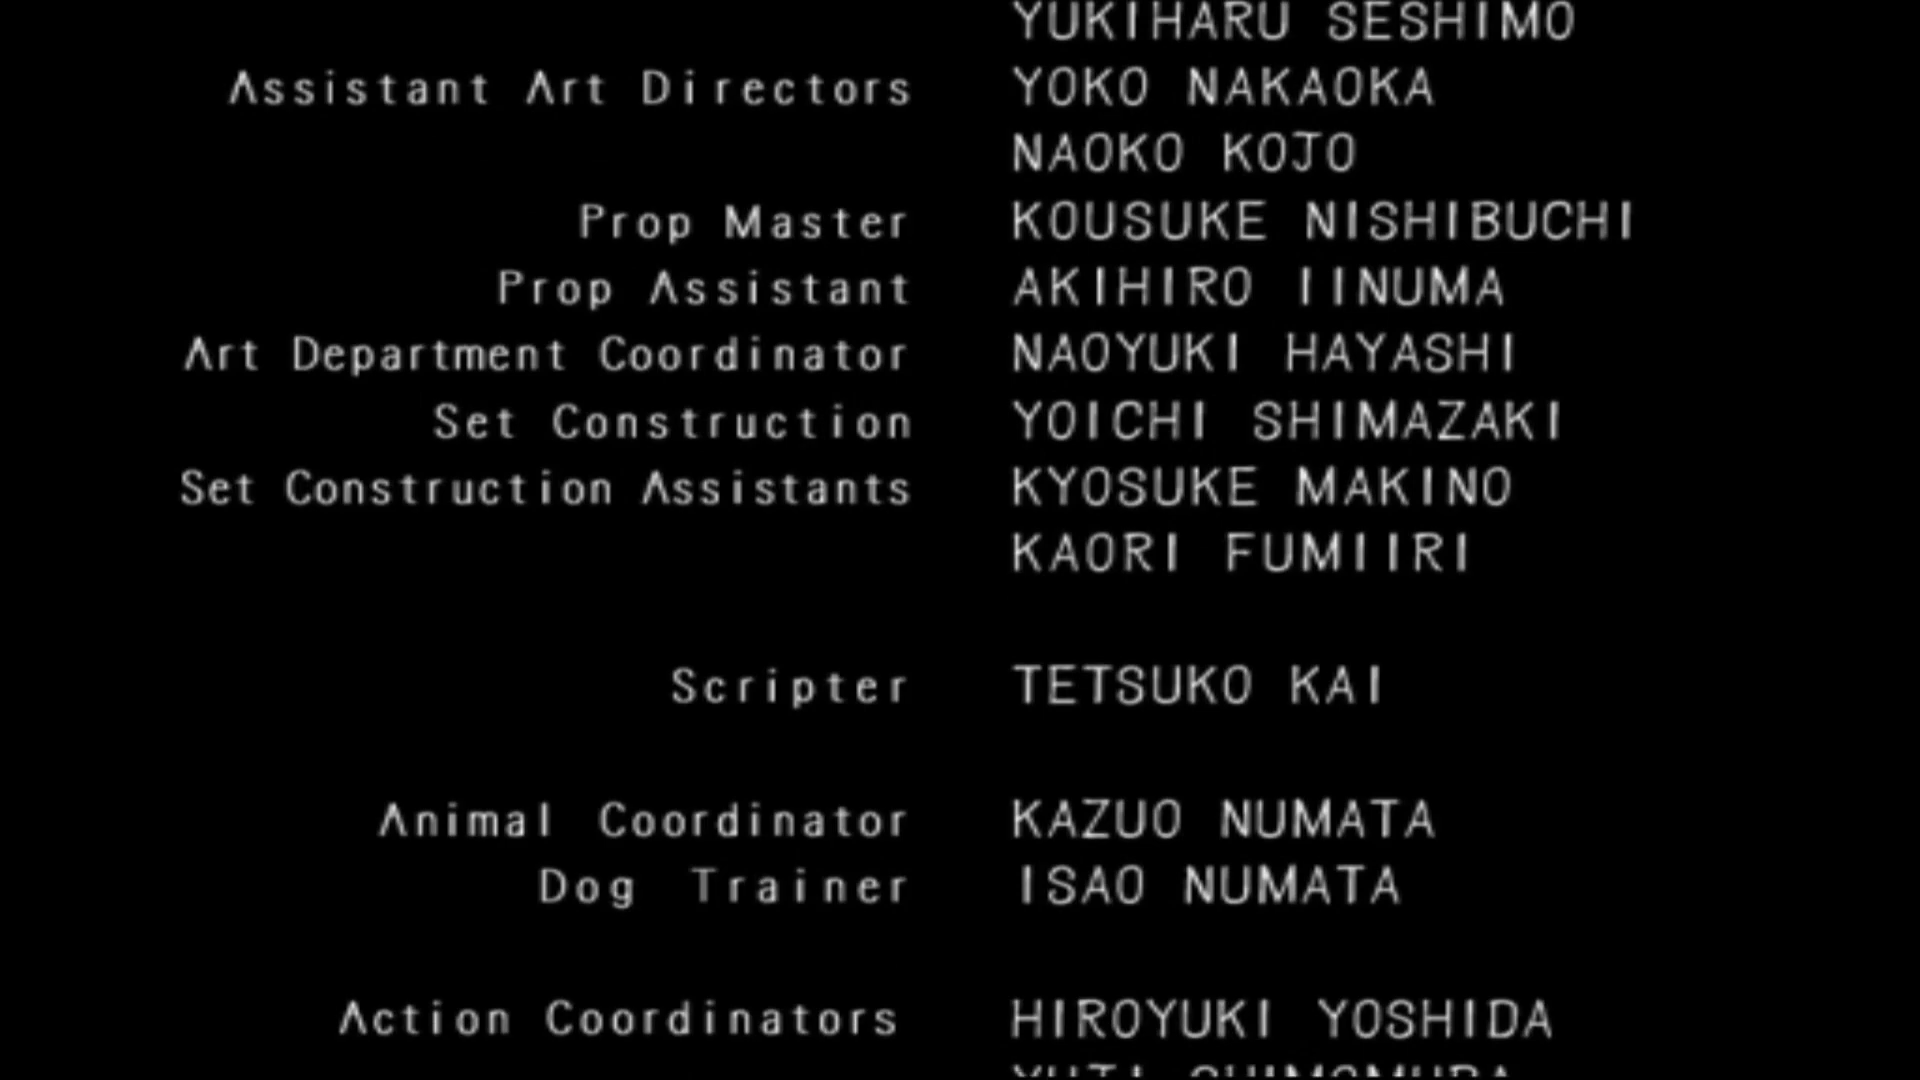 YUKIHARU SESHIMO
Assistant Art Directors YOKO NAKAOKA
NAOKO KOJO
Prop Master KOUSUKE NISHIBUCHI
Prop Assistant AKIHIRO IINUMA
Art Department Coordinator NAOYUKI HAYASHI
Set Construction YOICHI SHIMAZAKI
Set Construction Assistants KYOSUKE MAKINO
KAORI FUMIIRI
Scripter TETSUKO KAI
Animal Coordinator KAZUO NUMATA
Dog Trainer ISAO NUMATA
Action Coordinators HIROYUKI YOSHIDA